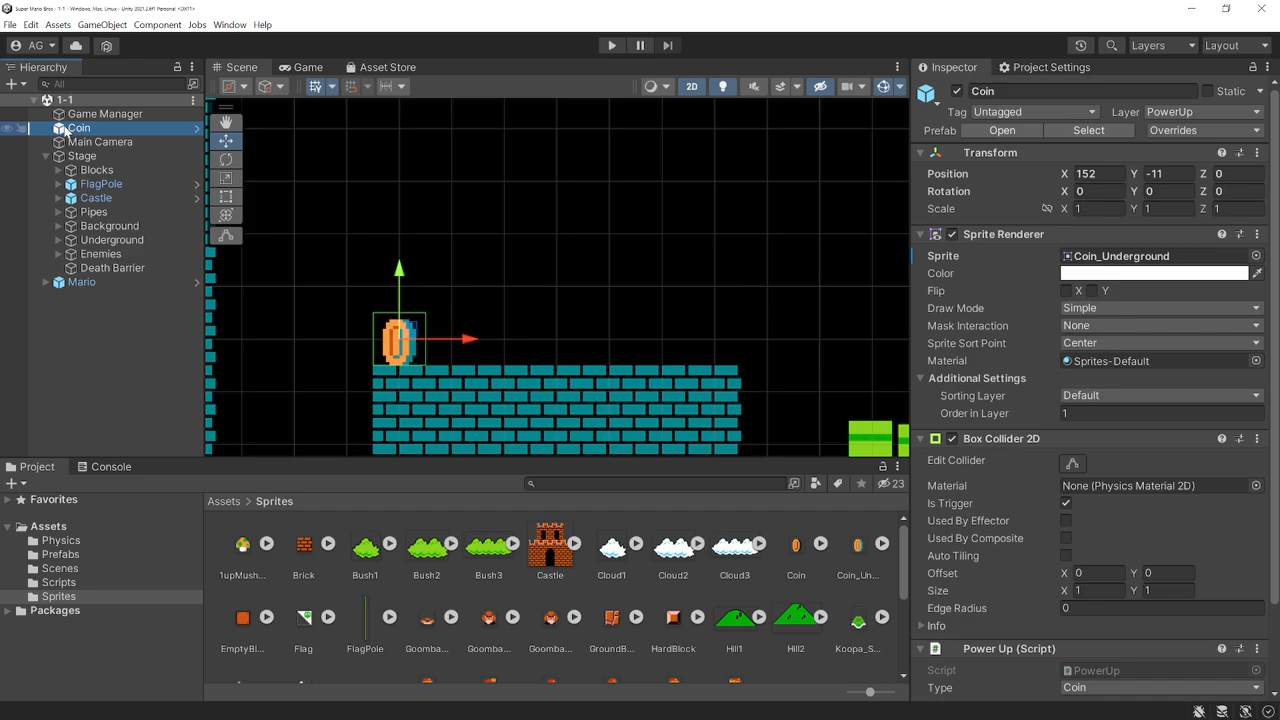 Super Mario Bros - 1-1 - Windows, Mac, Linux - Unity 2021.2.6f1 Personal <DX11>
File Edit Assets GameObject Component Jobs Window Help
AG Layers Layout
Hierarchy Scene Game Asset Store Inspector Project Settings
All 2D Coin Static
1-1
Tag Untagged Layer PowerUp
Game Manager
Coin
Prefab Open Select Overrides
Main Camera
Stage
Transform
Blocks
Position X 152 Y -11 Z 0
FlagPole
Rotation X 0 Y 0 Z 0
Castle
Scale X 1 Y 1 Z 1
Pipes
Background
Sprite Renderer
Underground
Sprite Coin_Underground
Enemies
Color
Death Barrier
Flip X Y
Mario
Draw Mode Simple
Mask Interaction None
Sprite Sort Point Center
Material Sprites-Default
Additional Settings
Sorting Layer Default
Order in Layer 1
Box Collider 2D
Edit Collider
Material None (Physics Material 2D)
Is Trigger
Used By Effector
Used By Composite
Auto Tiling
Offset X 0 Y 0
Size X 1 Y 1
Edge Radius 0
Info
Power Up (Script)
Script PowerUp
Type Coin
Project Console
23
Favorites
Assets
Physics
Prefabs
Scenes
Scripts
Sprites
Packages
Assets > Sprites
1upMush... Brick Bush1 Bush2 Bush3 Castle Cloud1 Cloud2 Cloud3 Coin Coin_Un...
EmptyBl... Flag FlagPole Goomba... Goomba... Goomba... GroundB... HardBlock Hill1 Hill2 Koopa_S...